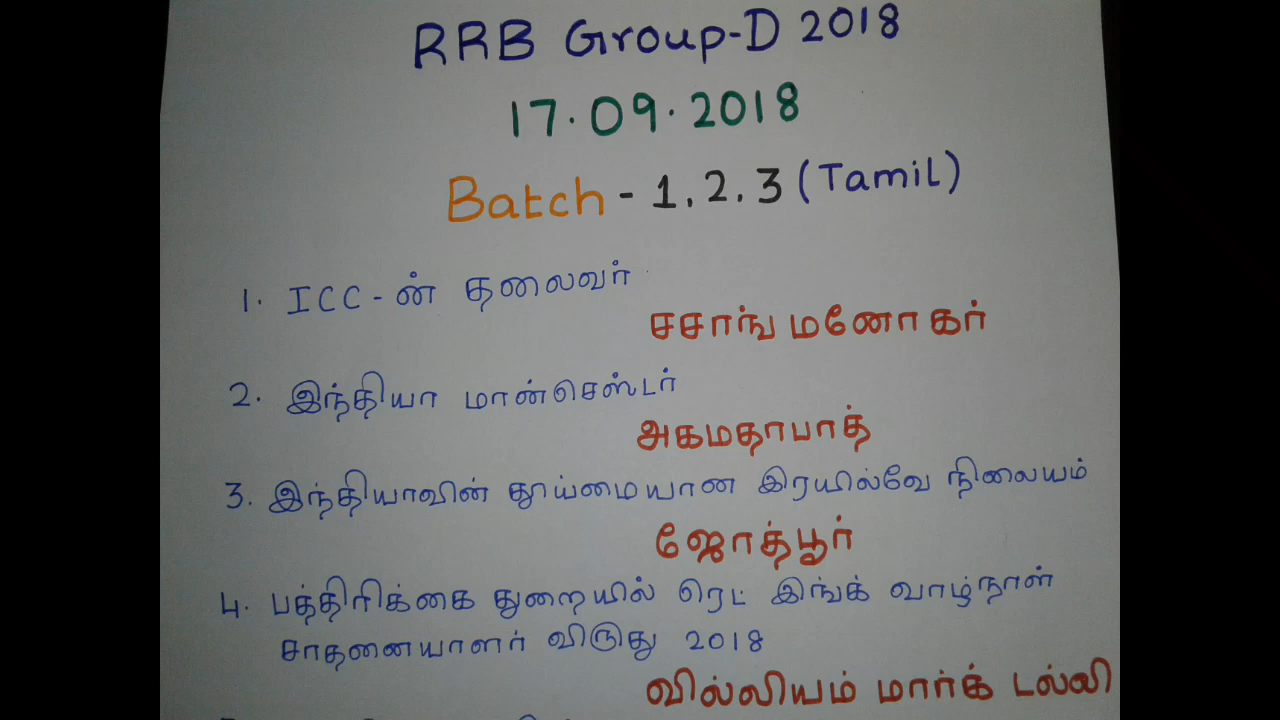 RRB Group-D 2018
17.09.2018
Batch - 1.2.3 (Tamil)
1. ICC-ன் தலைவர்
சசாங் மனோகர்
2. இந்தியா மான்செஸ்டர்
அகமதாபாத்
3. இந்தியாவின் தூய்மையான இரயில்வே நிலையம்
ஜோத்பூர்
4. பத்திரிக்கை துறையில் ரெட் இங்க் வாழ்நாள்
சாதனையாளர் விருது 2018
வில்லியம் மார்க் டல்லி